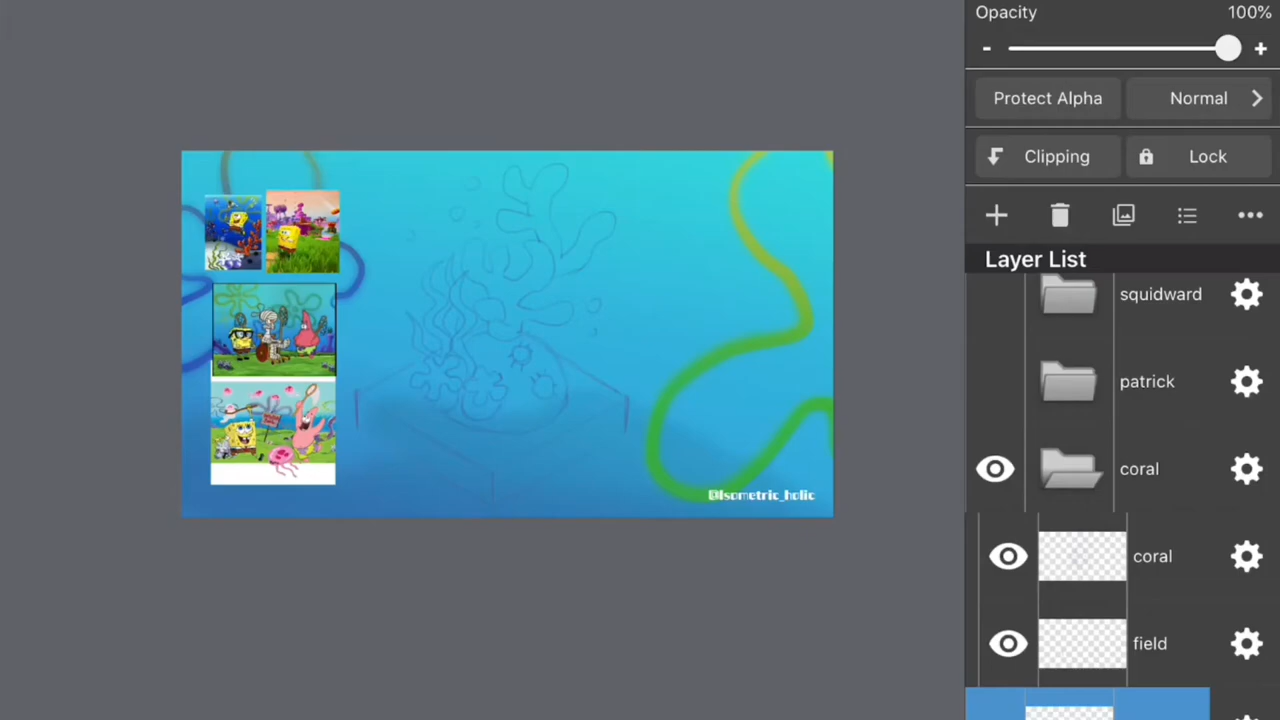 Opacity 100%
- +
Protect Alpha Normal
Clipping Lock
Layer List
squidward
patrick
coral
coral
field
@Isometric_holic